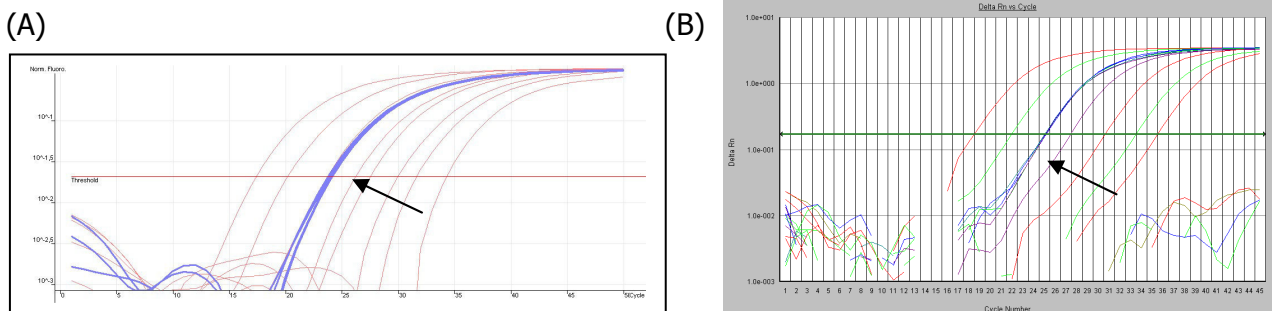 (A)
Norm. Fluoro.
10^-1
10^-1.5
Threshold
10^-2
10^-2.5
10^-3
0 5 10 15 20 25 30 35 40 45 50 Cycle
(B)
Delta Rn vs Cycle
1.0e+001
1.0e+000
1.0e-001
1.0e-002
1.0e-003
Delta Rn
1 2 3 4 5 6 7 8 9 10 11 12 13 14 15 16 17 18 19 20 21 22 23 24 25 26 27 28 29 30 31 32 33 34 35 36 37 38 39 40 41 42 43 44 45
Cycle Number